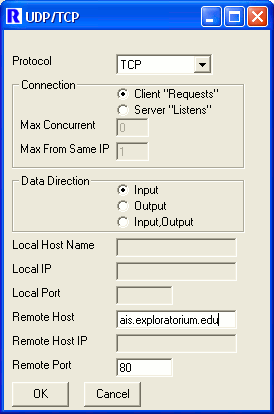 R UDP/TCP
Protocol TCP
Connection
Client "Requests"
Server "Listens"
Max Concurrent 0
Max From Same IP 1
Data Direction
Input
Output
Input,Output
Local Host Name
Local IP
Local Port
Remote Host ais.exploratorium.edu
Remote Host IP
Remote Port 80
OK Cancel